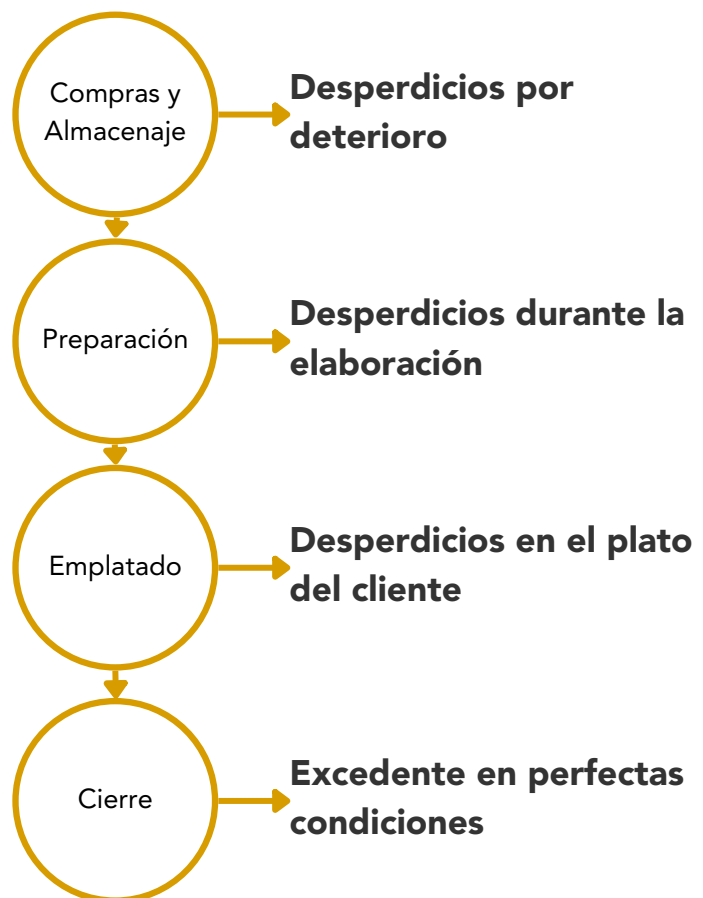 Compras y
Almacenaje
Desperdicios por
deterioro
Preparación
Desperdicios durante la
elaboración
Emplatado
Desperdicios en el plato
del cliente
Cierre
Excedente en perfectas
condiciones